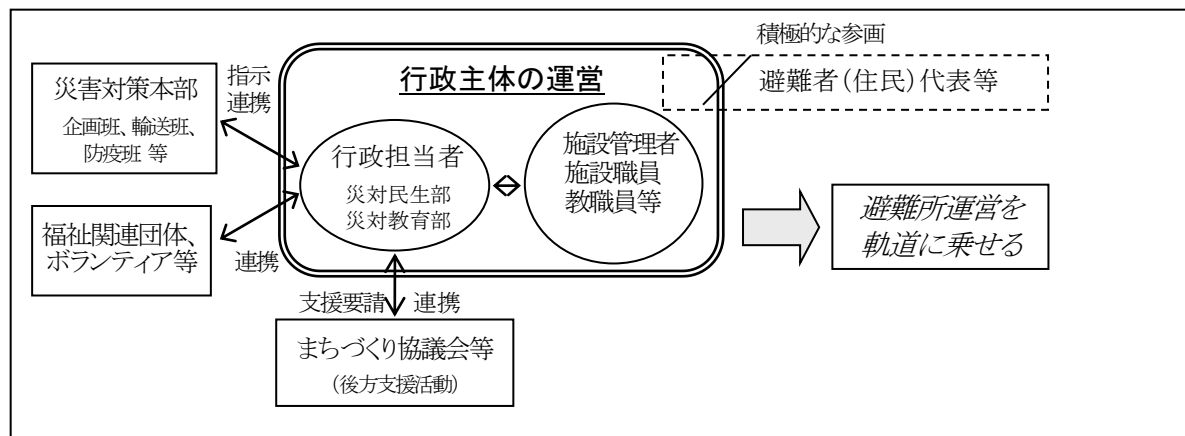 積極的な参画
避難者(住民)代表等
行政主体の運営
災害対策本部
企画班、輸送班、
防疫班 等
指示
連携
行政担当者
災対民生部
災対教育部
施設管理者
施設職員
教職員等
避難所運営を
軌道に乗せる
福祉関連団体、
ボランティア等
連携
支援要請
連携
まちづくり協議会等
(後方支援活動)